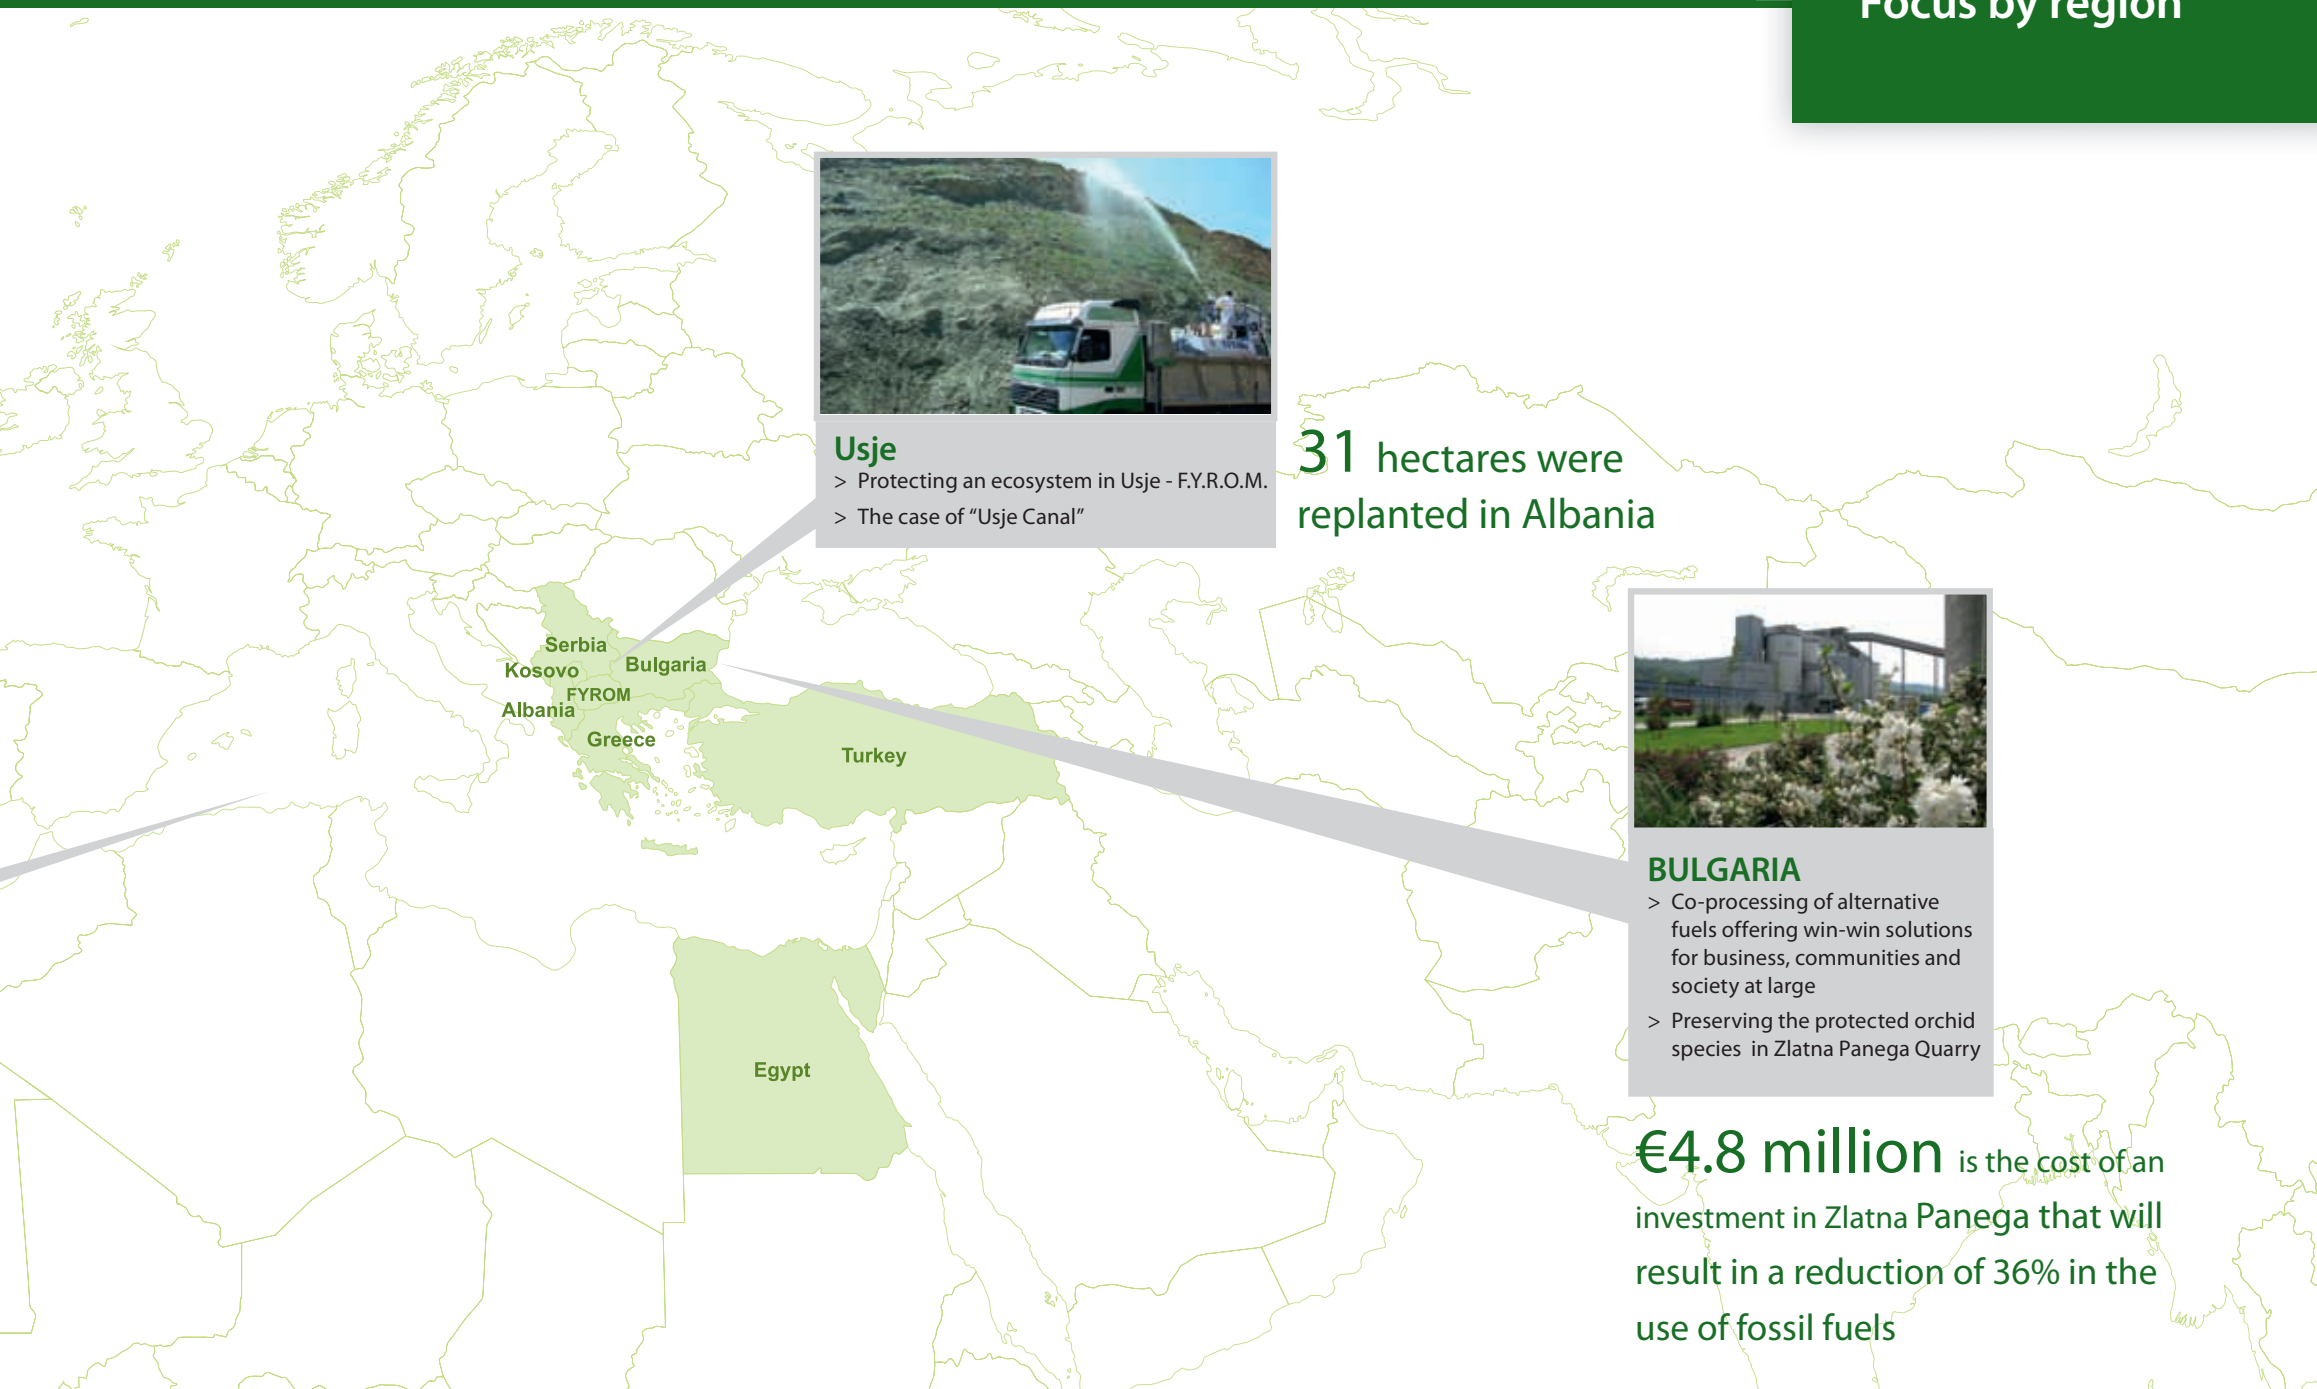 Focus by region
Usje
> Protecting an ecosystem in Usje - F.Y.R.O.M.
> The case of “Usje Canal”
31 hectares were
replanted in Albania
Serbia
Kosovo
Bulgaria
FYROM
Albania
Greece
Turkey
Egypt
BULGARIA
> Co-processing of alternative
fuels offering win-win solutions
for business, communities and
society at large
> Preserving the protected orchid
species in Zlatna Panega Quarry
€4.8 million is the cost of an
investment in Zlatna Panega that will
result in a reduction of 36% in the
use of fossil fuels